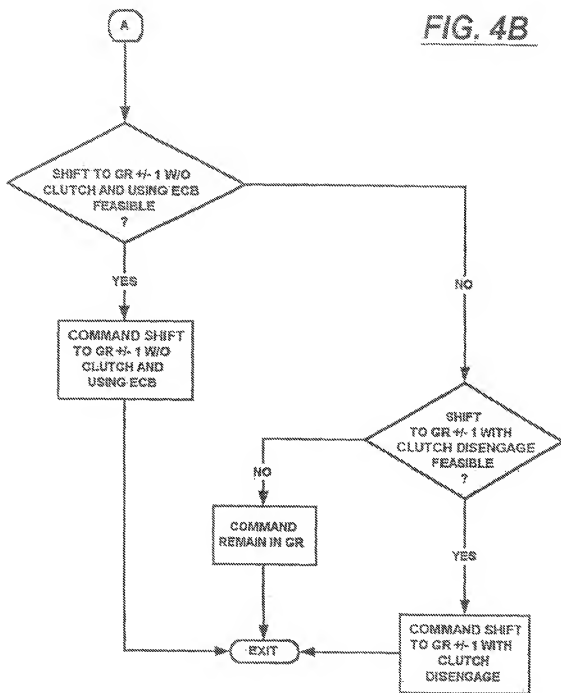 FIG. 4B
A
SHIFT TO GR +/- 1 W/O
CLUTCH AND USING ECB
FEASIBLE
?
YES
NO
COMMAND SHIFT
TO GR +/- 1 W/O
CLUTCH AND
USING ECB
SHIFT
TO GR +/- 1 WITH
CLUTCH DISENGAGE
FEASIBLE
?
NO
COMMAND
REMAIN IN GR
YES
COMMAND SHIFT
TO GR +/- 1 WITH
CLUTCH
DISENGAGE
EXIT